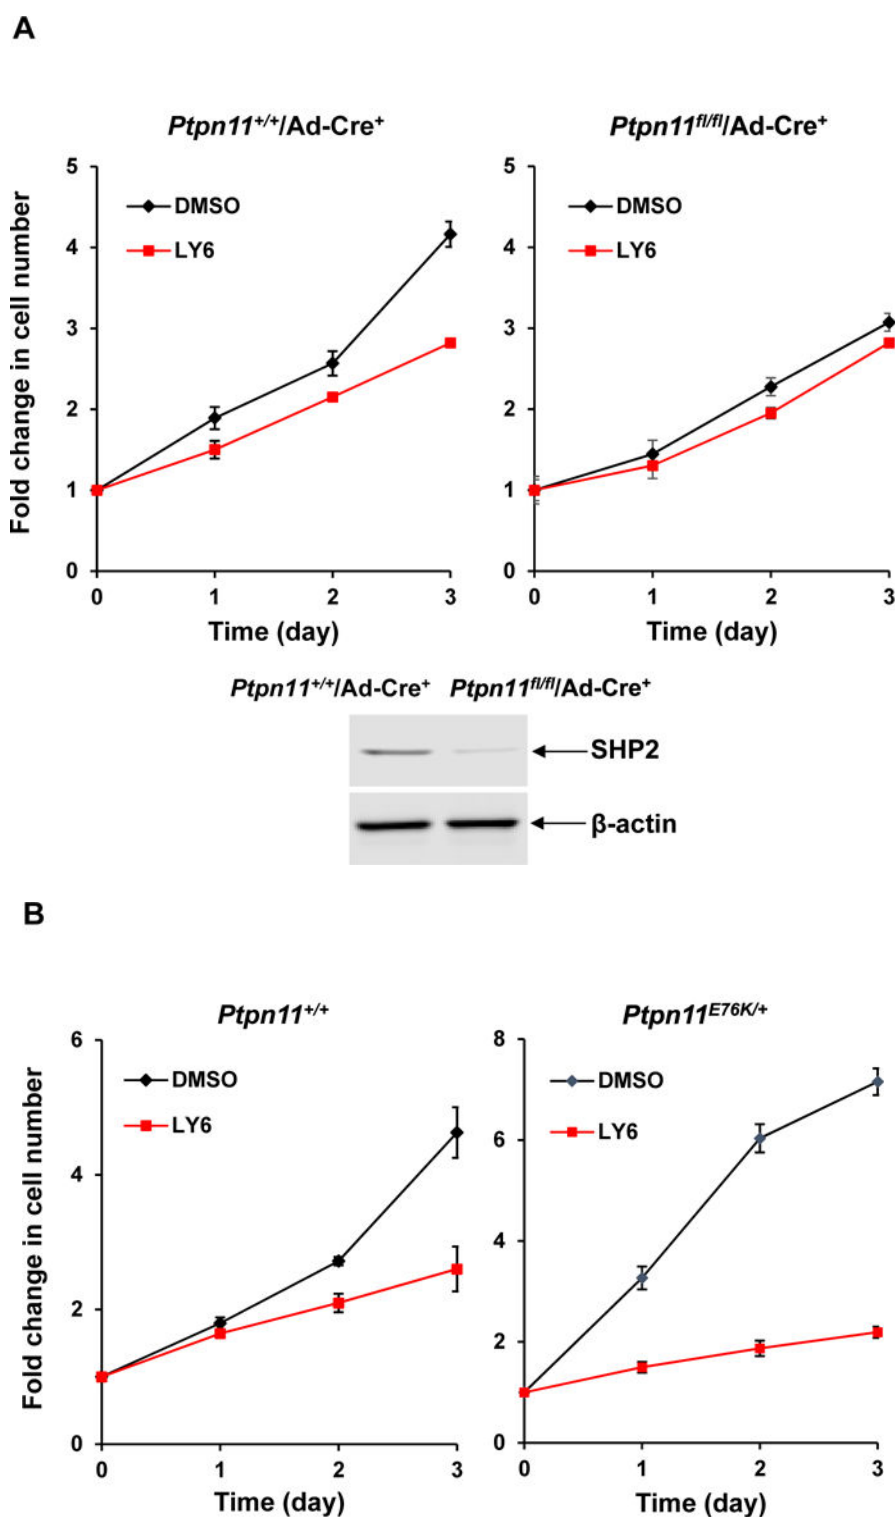 A
Ptpn11+/+/Ad-Cre+
Ptpn11fl/fl/Ad-Cre+
Fold change in cell number
5
4
3
2
1
0
DMSO
LY6
0 1 2 3
Time (day)
5
4
3
2
1
0
DMSO
LY6
0 1 2 3
Time (day)
Ptpn11+/+/Ad-Cre+ Ptpn11fl/fl/Ad-Cre+
SHP2
β-actin
B
Ptpn11+/+
Ptpn11E76K/+
Fold change in cell number
6
4
2
0
DMSO
LY6
0 1 2 3
Time (day)
8
6
4
2
0
DMSO
LY6
0 1 2 3
Time (day)